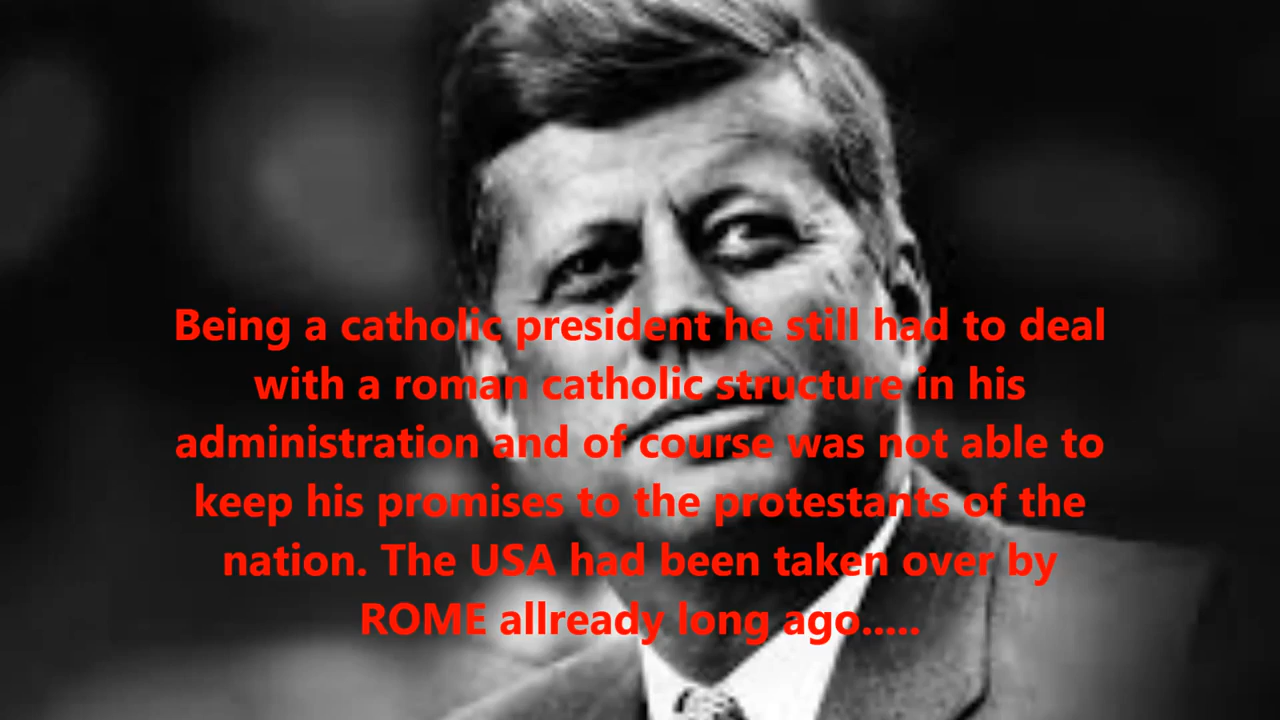 Being a catholic president he still had to deal
with a roman catholic structure in his
administration and of course was not able to
keep his promises to the protestants of the
nation. The USA had been taken over by
ROME allready long ago.....